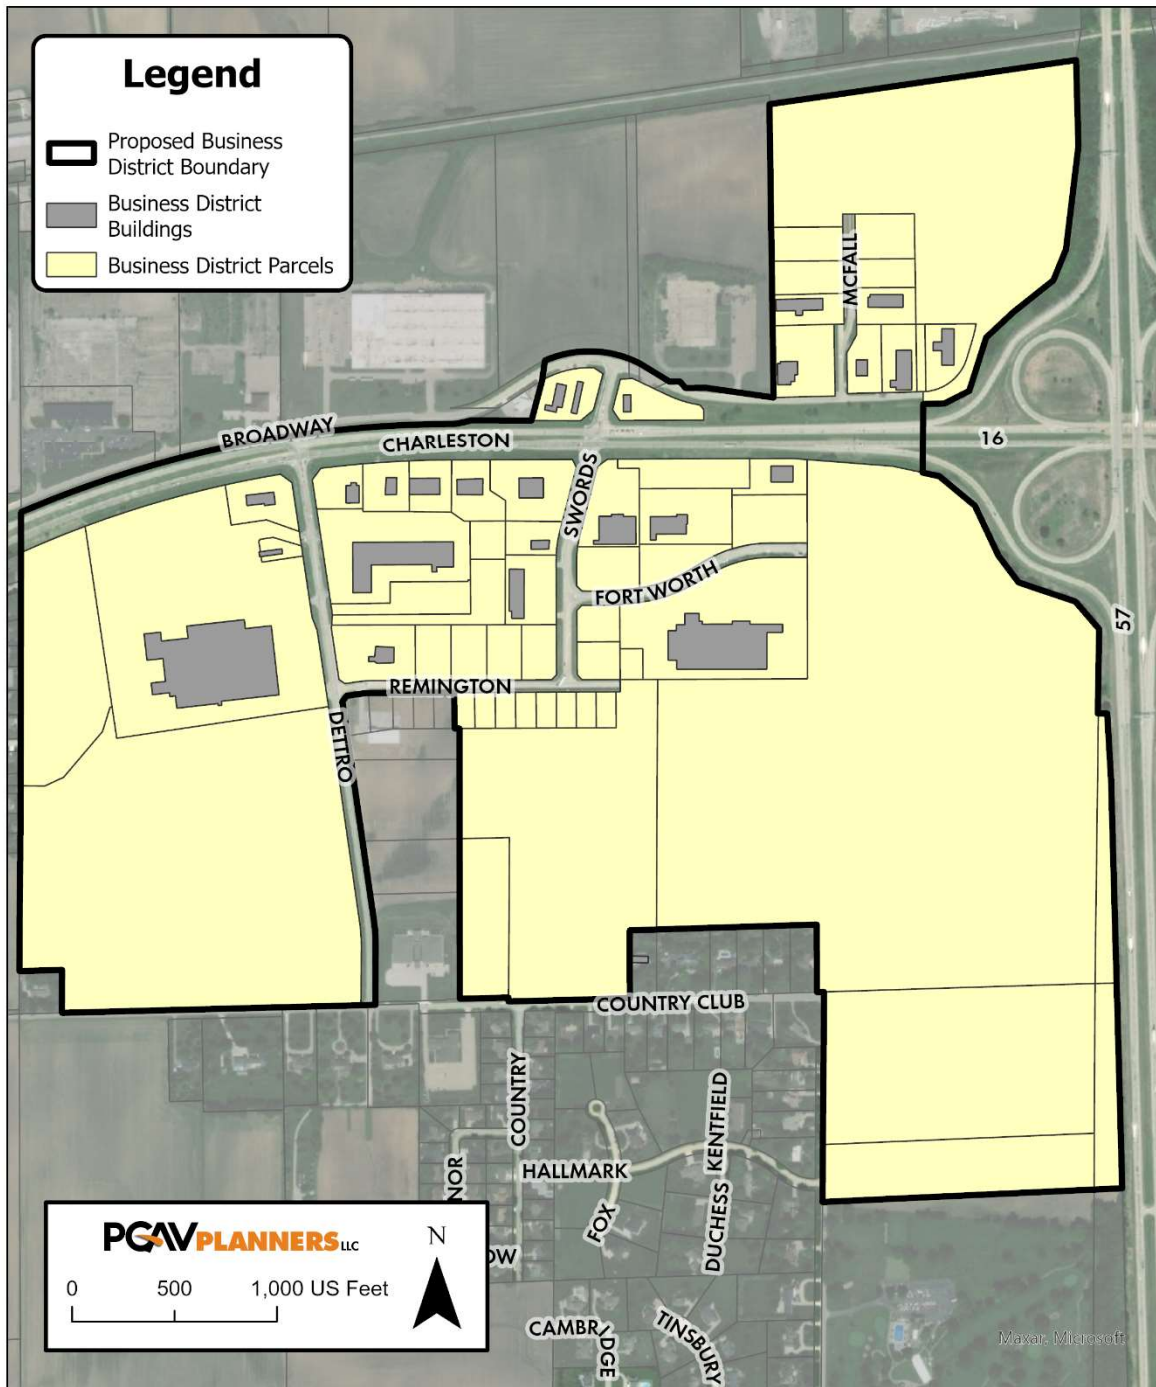 Legend
Proposed Business
District Boundary
Business District
Buildings
Business District Parcels
MCFALL
BROADWAY
CHARLESTON
16
SWORDS
FORT WORTH
57
REMINGTON
DETTRO
COUNTRY CLUB
COUNTRY
KENTFIELD
NOR
HALLMARK
FOX
DUCHESS
OW
CAMBRIDGE
TINSBURY
PGAVPLANNERS LLC
N
0 500 1,000 US Feet
Maxar, Microsoft